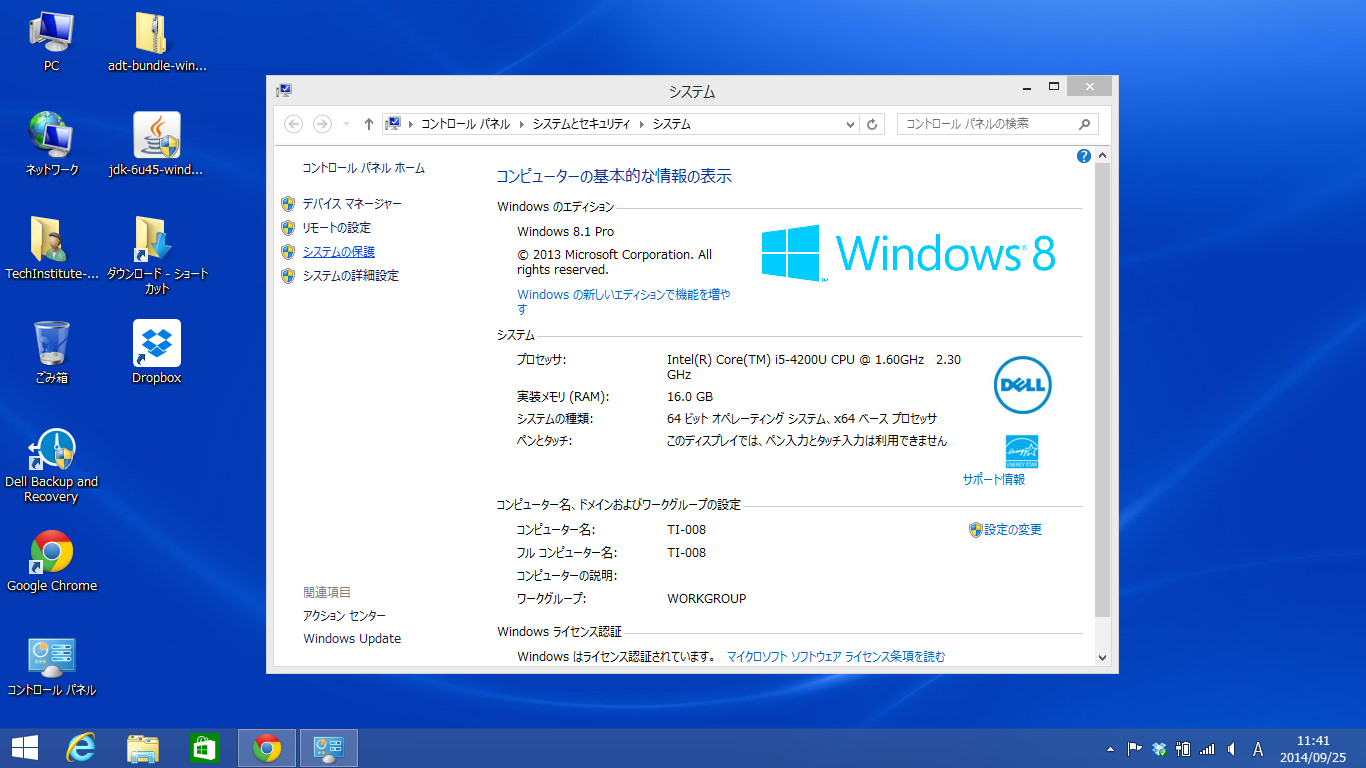 PC
adt-bundle-win...
ネットワーク
jdk-6u45-wind...
TechInstitute-...
ダウンロード - ショート
カット
ごみ箱
Dropbox
Dell Backup and
Recovery
Google Chrome
コントロール パネル
システム
コントロール パネル
システムとセキュリティ
システム
コントロール パネルの検索
コントロール パネル ホーム
デバイス マネージャー
リモートの設定
システムの保護
システムの詳細設定
関連項目
アクション センター
Windows Update
コンピューターの基本的な情報の表示
Windows のエディション
Windows 8.1 Pro
© 2013 Microsoft Corporation. All
rights reserved.
Windows の新しいエディションで機能を増や
す
Windows® 8
システム
プロセッサ: Intel(R) Core(TM) i5-4200U CPU @ 1.60GHz 2.30
GHz
実装メモリ (RAM): 16.0 GB
システムの種類: 64 ビット オペレーティング システム、x64 ベース プロセッサ
ペンとタッチ: このディスプレイでは、ペン入力とタッチ入力は利用できません
DELL
ENERGY STAR
サポート情報
コンピューター名、ドメインおよびワークグループの設定
コンピューター名: TI-008
設定の変更
フル コンピューター名: TI-008
コンピューターの説明:
ワークグループ: WORKGROUP
Windows ライセンス認証
Windows はライセンス認証されています。 マイクロソフト ソフトウェア ライセンス条項を読む
A
11:41
2014/09/25